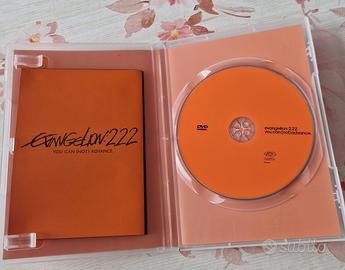 EVANGELION:2.22
YOU CAN (NOT) ADVANCE.
DVD
evangelion: 2.22
you can (not) advance.
subito